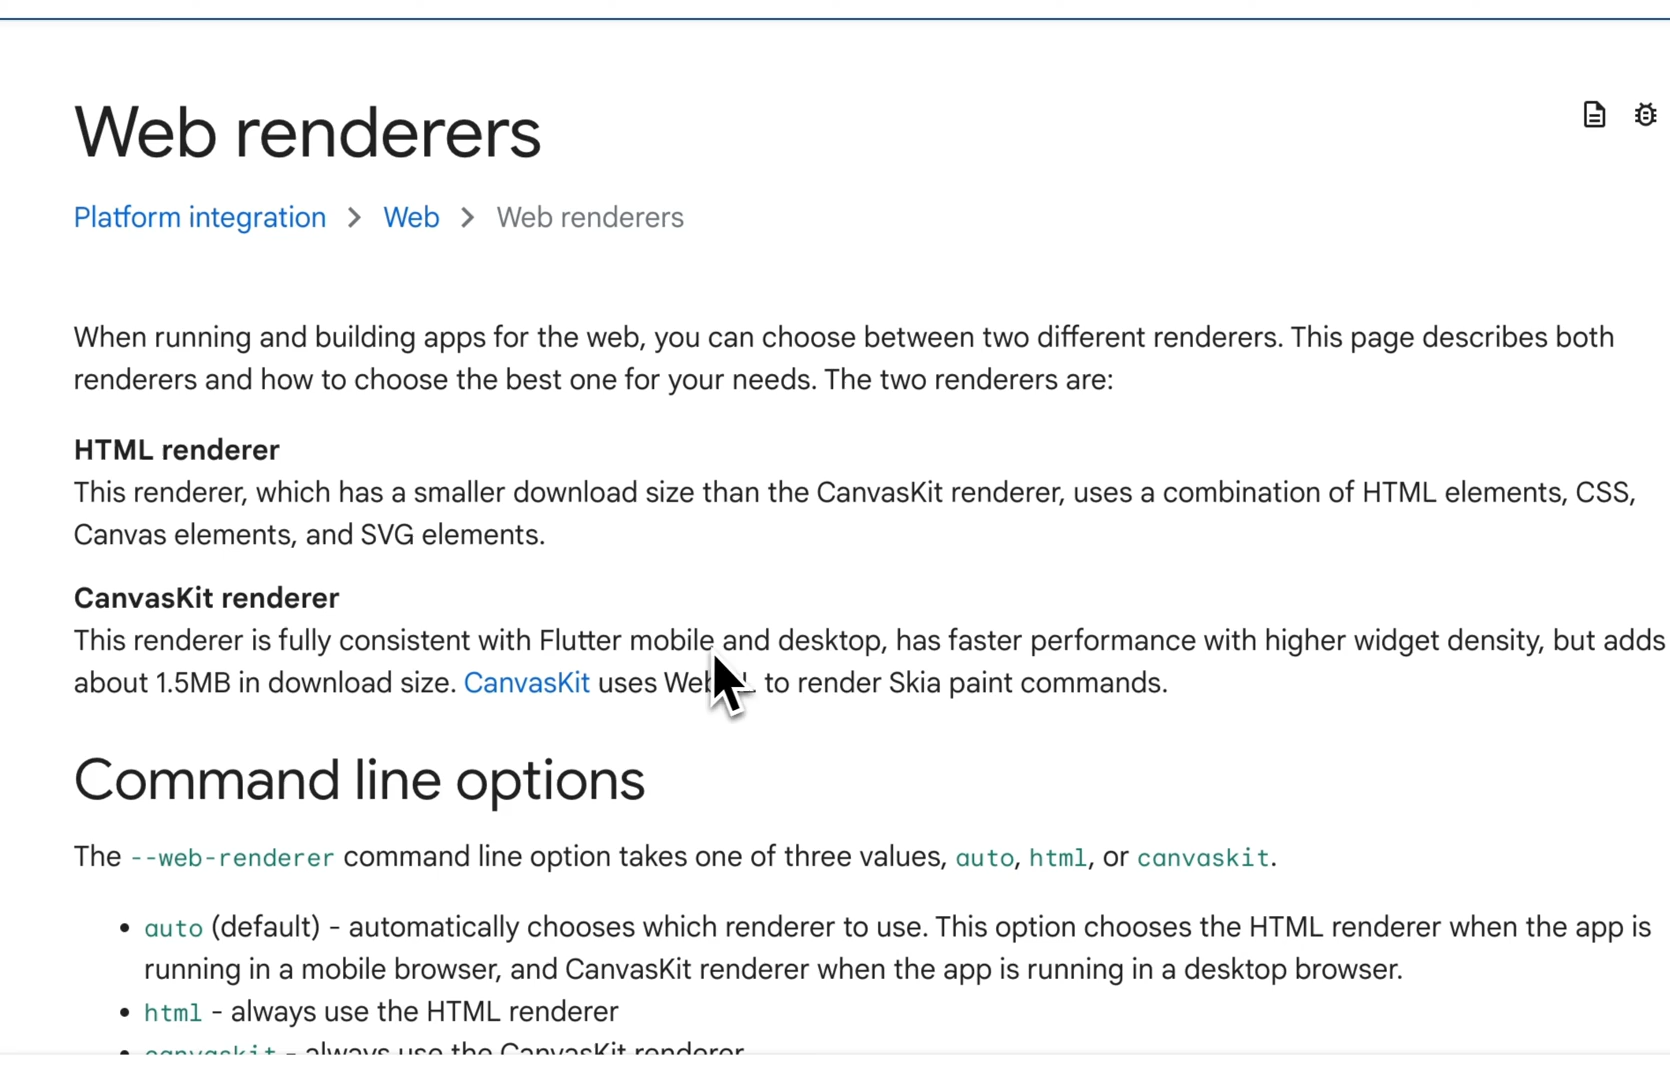 Web renderers
Platform integration > Web > Web renderers
When running and building apps for the web, you can choose between two different renderers. This page describes both
renderers and how to choose the best one for your needs. The two renderers are:
HTML renderer
This renderer, which has a smaller download size than the CanvasKit renderer, uses a combination of HTML elements, CSS,
Canvas elements, and SVG elements.
CanvasKit renderer
This renderer is fully consistent with Flutter mobile and desktop, has faster performance with higher widget density, but adds
about 1.5MB in download size. CanvasKit uses to render Skia paint commands.
Command line options
The --web-renderer command line option takes one of three values, auto, html, or canvaskit.
• auto (default) - automatically chooses which renderer to use. This option chooses the HTML renderer when the app is
running in a mobile browser, and CanvasKit renderer when the app is running in a desktop browser.
• html - always use the HTML renderer
• canvaskit - always use the CanvasKit renderer